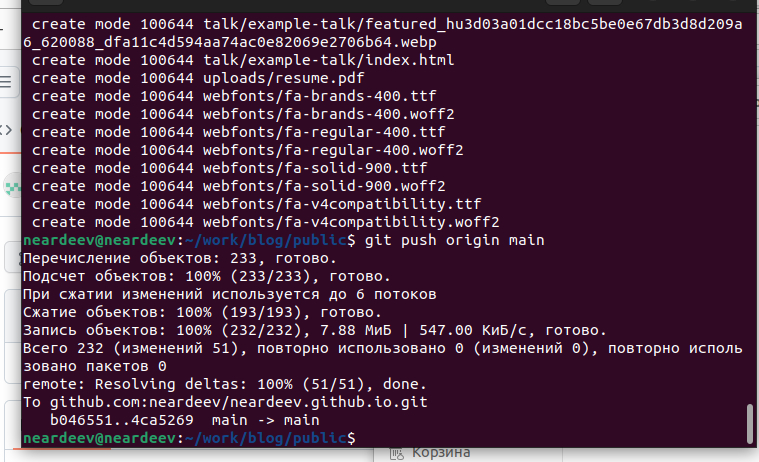 create mode 100644 talk/example-talk/featured_hu3d03a01dcc18bc5be0e67db3d8d209a
6_620088_dfa11c4d594aa74ac0e82069e2706b64.webp
create mode 100644 talk/example-talk/index.html
create mode 100644 uploads/resume.pdf
create mode 100644 webfonts/fa-brands-400.ttf
create mode 100644 webfonts/fa-brands-400.woff2
create mode 100644 webfonts/fa-regular-400.ttf
create mode 100644 webfonts/fa-regular-400.woff2
create mode 100644 webfonts/fa-solid-900.ttf
create mode 100644 webfonts/fa-solid-900.woff2
create mode 100644 webfonts/fa-v4compatibility.ttf
create mode 100644 webfonts/fa-v4compatibility.woff2
neardeev@neardeev:~/work/blog/public$ git push origin main
Перечисление объектов: 233, готово.
Подсчет объектов: 100% (233/233), готово.
При сжатии изменений используется до 6 потоков
Сжатие объектов: 100% (193/193), готово.
Запись объектов: 100% (232/232), 7.88 МиБ | 547.00 КиБ/с, готово.
Всего 232 (изменений 51), повторно использовано 0 (изменений 0), повторно исполь
зовано пакетов 0
remote: Resolving deltas: 100% (51/51), done.
To github.com:neardeev/neardeev.github.io.git
b046551..4ca5269  main -> main
neardeev@neardeev:~/work/blog/public$
Корзина